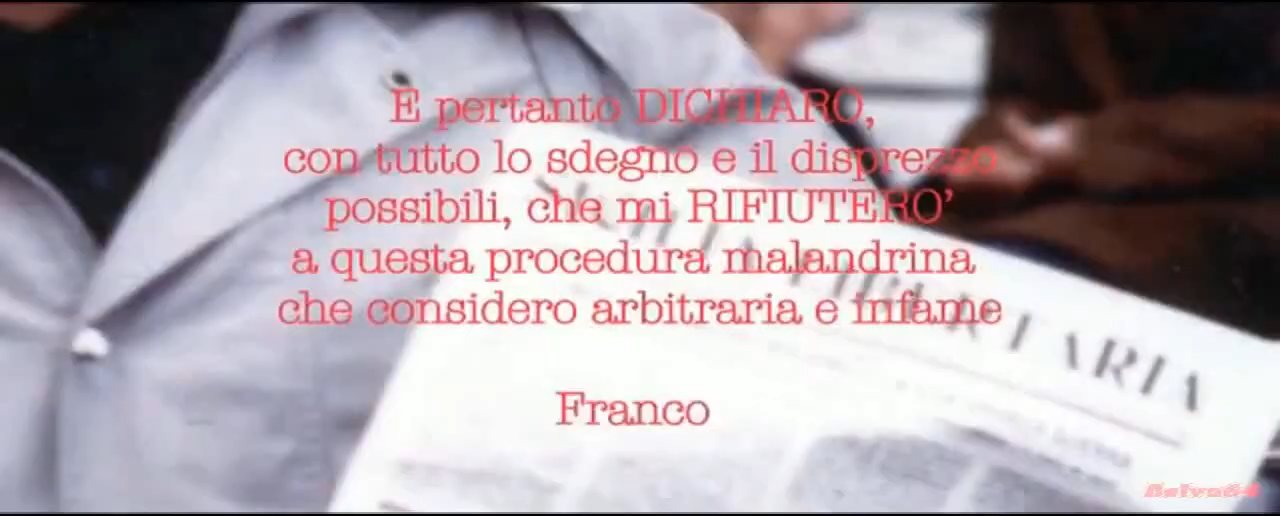 E pertanto DICHIARO,
con tutto lo sdegno e il disprezzo
possibili, che mi RIFIUTERO'
a questa procedura malandrina
che considero arbitraria e infame
LIBERTARIA
Franco